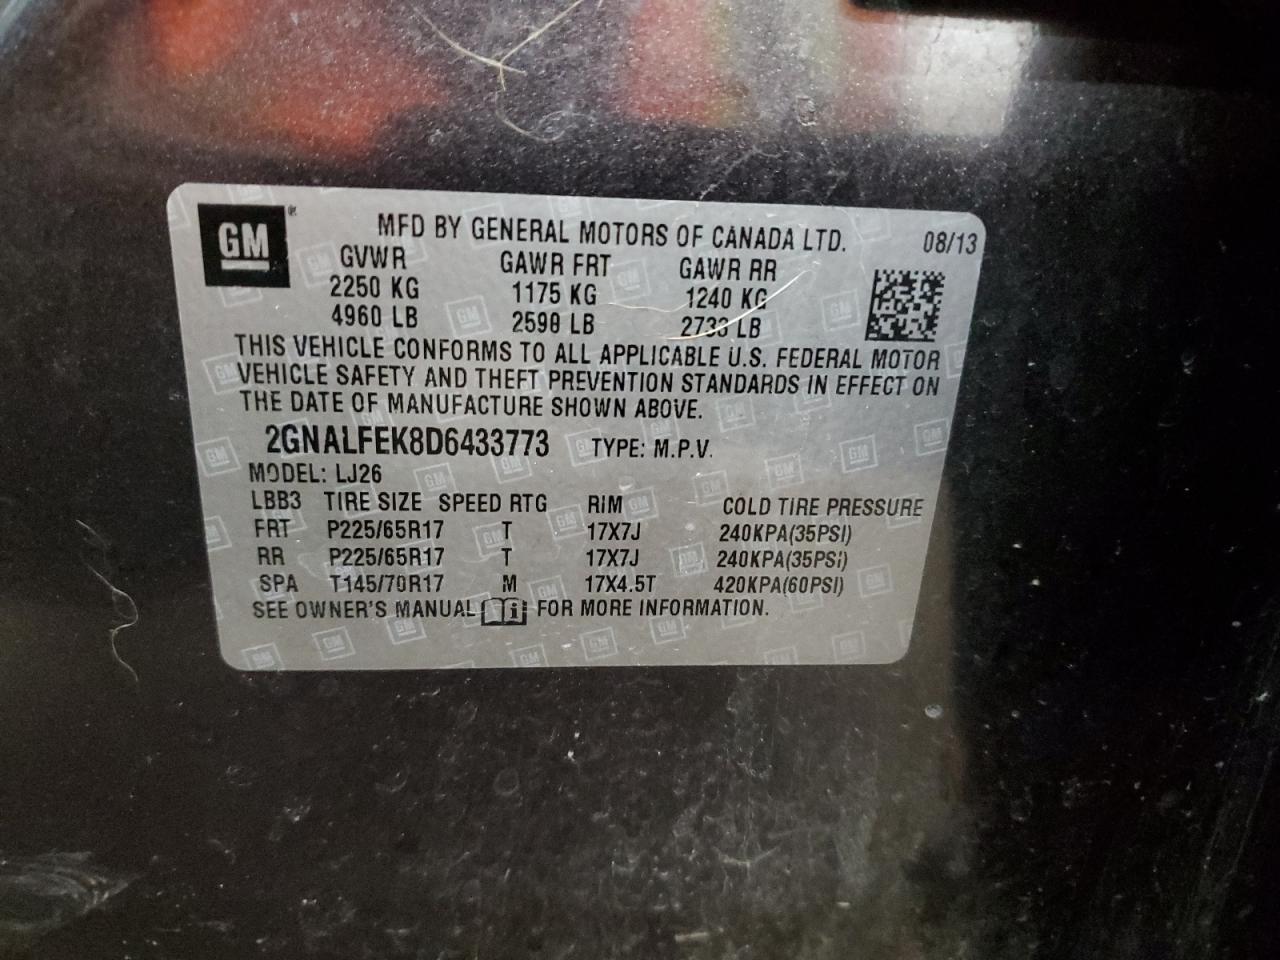 GM® MFD BY GENERAL MOTORS OF CANADA LTD. 08/13
GVWR GAWR FRT GAWR RR
2250 KG 1175 KG 1240 KG
4960 LB 2590 LB 2733 LB
THIS VEHICLE CONFORMS TO ALL APPLICABLE U.S. FEDERAL MOTOR
VEHICLE SAFETY AND THEFT PREVENTION STANDARDS IN EFFECT ON
THE DATE OF MANUFACTURE SHOWN ABOVE.
2GNALFEK8D6433773 TYPE: M.P.V.
MODEL: LJ26
LBB3 TIRE SIZE SPEED RTG RIM COLD TIRE PRESSURE
FRT P225/65R17 T 17X7J 240KPA(35PSI)
RR P225/65R17 T 17X7J 240KPA(35PSI)
SPA T145/70R17 M 17X4.5T 420KPA(60PSI)
SEE OWNER'S MANUAL FOR MORE INFORMATION.